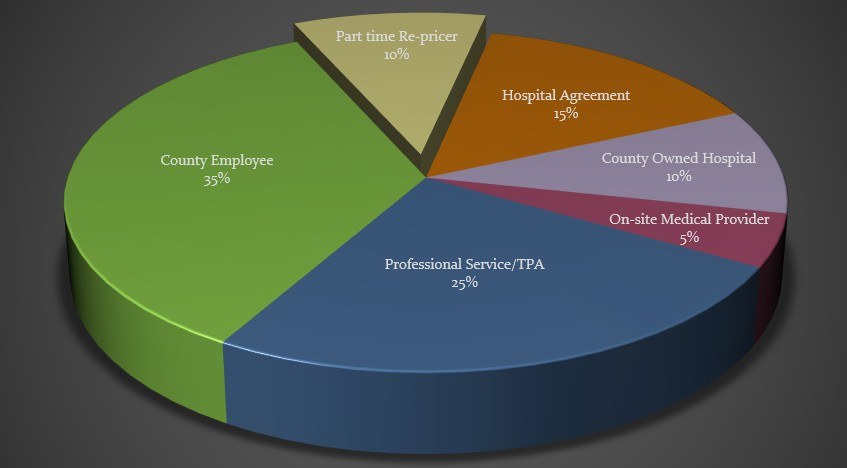 Part time Re-pricer
10%
Hospital Agreement
15%
County Owned Hospital
10%
On-site Medical Provider
5%
Professional Service/TPA
25%
County Employee
35%